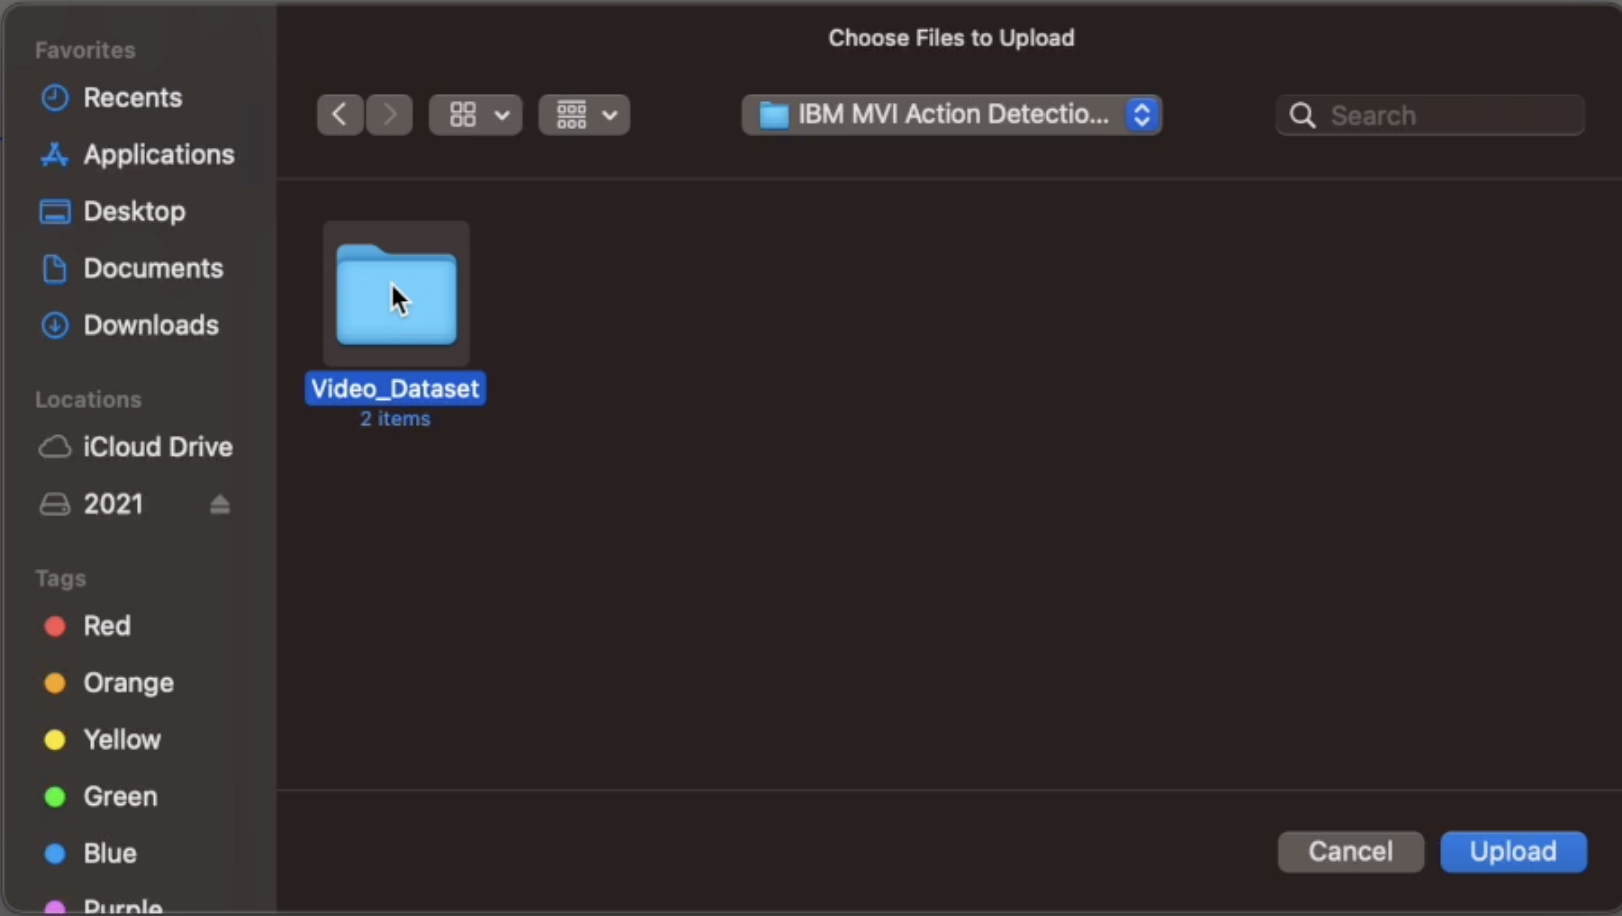 Favorites
Recents
Applications
Desktop
Documents
Downloads
Locations
iCloud Drive
2021
Tags
Red
Orange
Yellow
Green
Blue
Purple
Choose Files to Upload
IBM MVI Action Detectio...
Search
Video_Dataset
2 items
Cancel
Upload